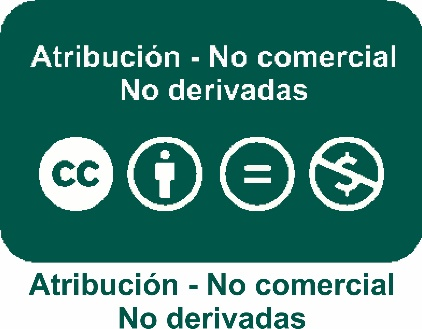 Atribución - No comercial
No derivadas
cc
Atribución - No comercial
No derivadas